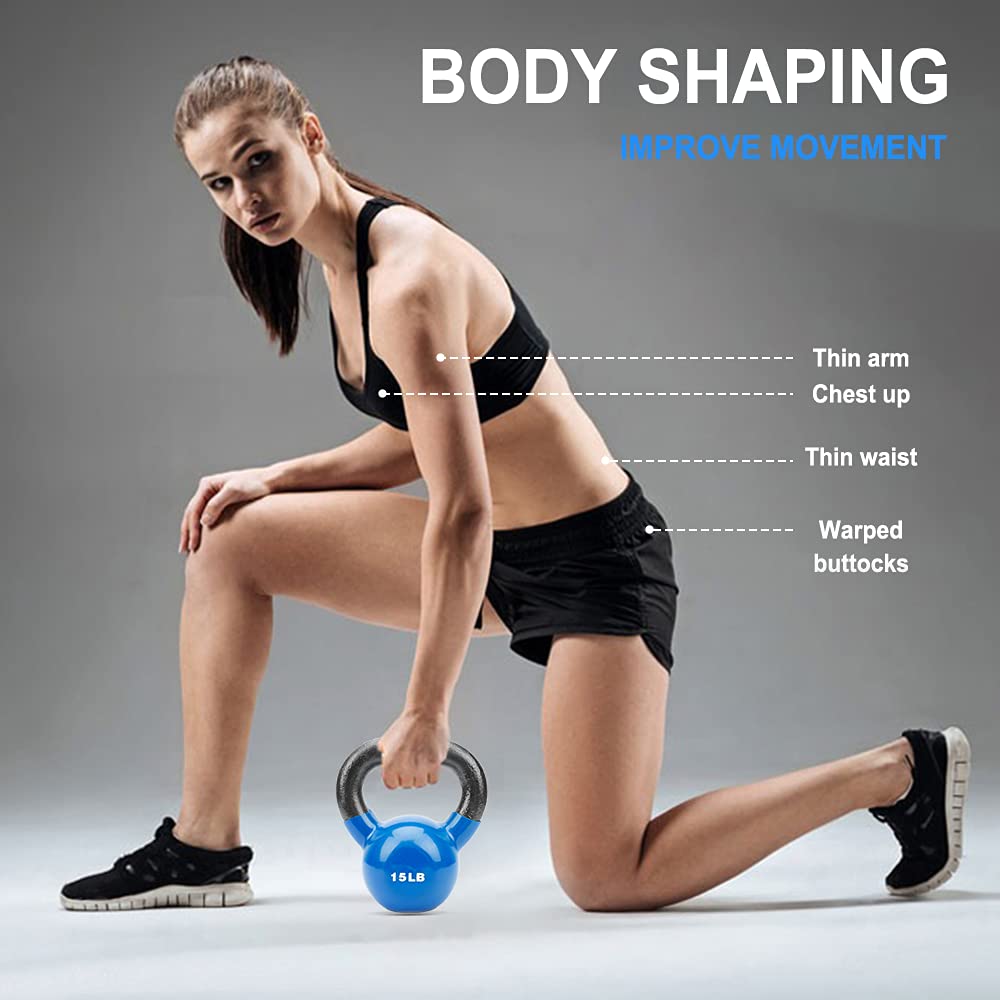 BODY SHAPING
IMPROVE MOVEMENT
Thin arm
Chest up
Thin waist
Warped
buttocks
15LB